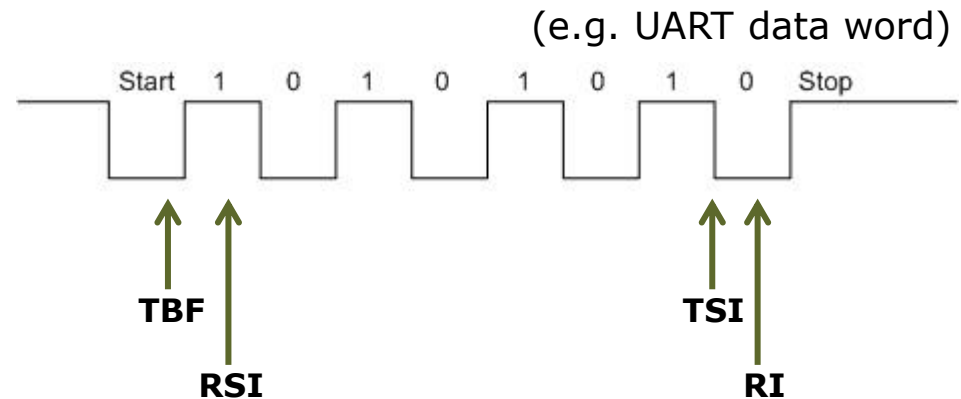 (e.g. UART data word)
Start 1 0 1 0 1 0 1 0 Stop
TBF TSI
RSI RI